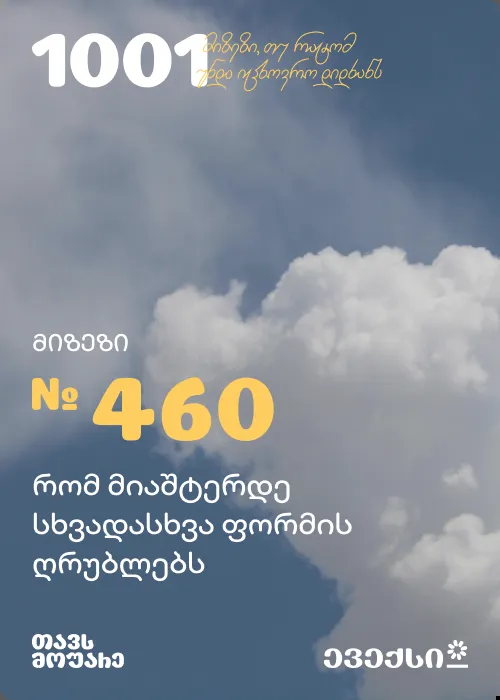 1001 მიზეზი, თუ რატომ
უნდა იცხოვრო დიდხანს
მიზეზი
№ 460
რომ მიაშტერდე
სხვადასხვა ფორმის
ღრუბლებს
თავს
მოუარე
ევექსი